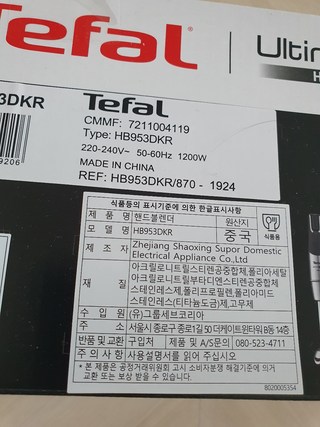 Tefal
Ultim
H
53DKR
Tefal
CMMF: 7211004119
Type: HB953DKR
220-240V~ 50-60Hz 1200W
MADE IN CHINA
REF: HB953DKR/870 - 1924
9206
식품등의 표시기준에 의한 한글표시사항
제 품 명 핸드블렌더 원산지
모 델 명 HB953DKR 중국 식품용
제 조 자 Zhejiang Shaoxing Supor Domestic
Electrical Appliance Co.,Ltd
재 질 아크릴로니트릴스티렌공중합체,폴리아세탈
아크릴로니트릴부타디엔스티렌공중합체
스테인레스제,폴리프로필렌,폴리아미드
스테인레스(티타늄도금)제,고무제
수 입 원 (유)그룹세브코리아
주 소 서울시 종로구 종로1길 50 더케이트윈타워 B동 14층
반품 및 교환 구입처 제품 및 A/S문의 080-523-4711
주 의 사 항 사용설명서를 읽어 주십시오
* 본 제품은 공정거래위원회 고시 소비자분쟁 해결기준에 의거
교환 또는 보상 받을 수 있습니다.
8020005354